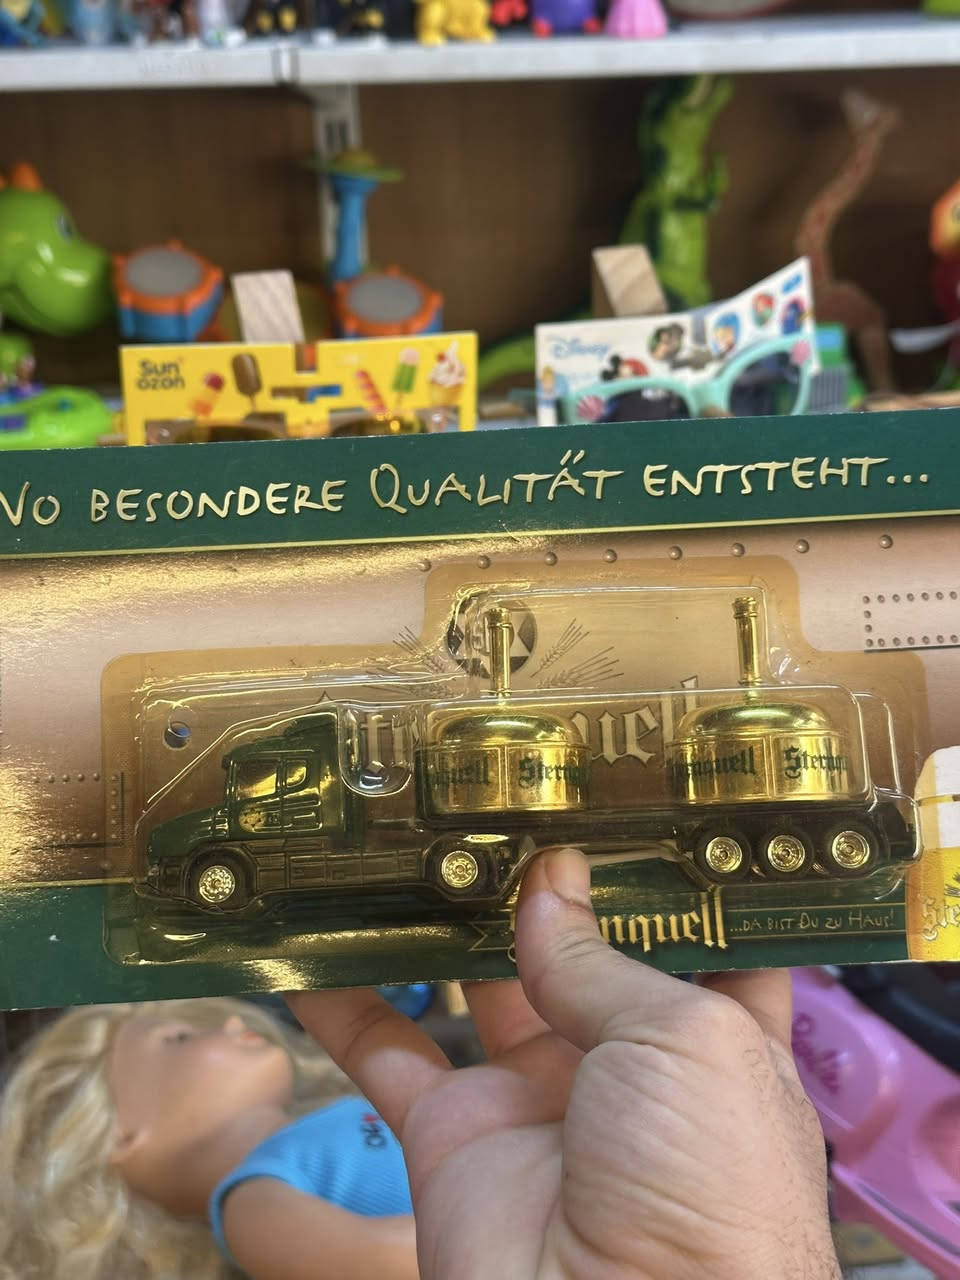 Sun
ozon
Disney
WO BESONDERE QUALITÄT ENTSTEHT...
Sternquell
Sternquell
...DA BIST DU ZU HAUS!